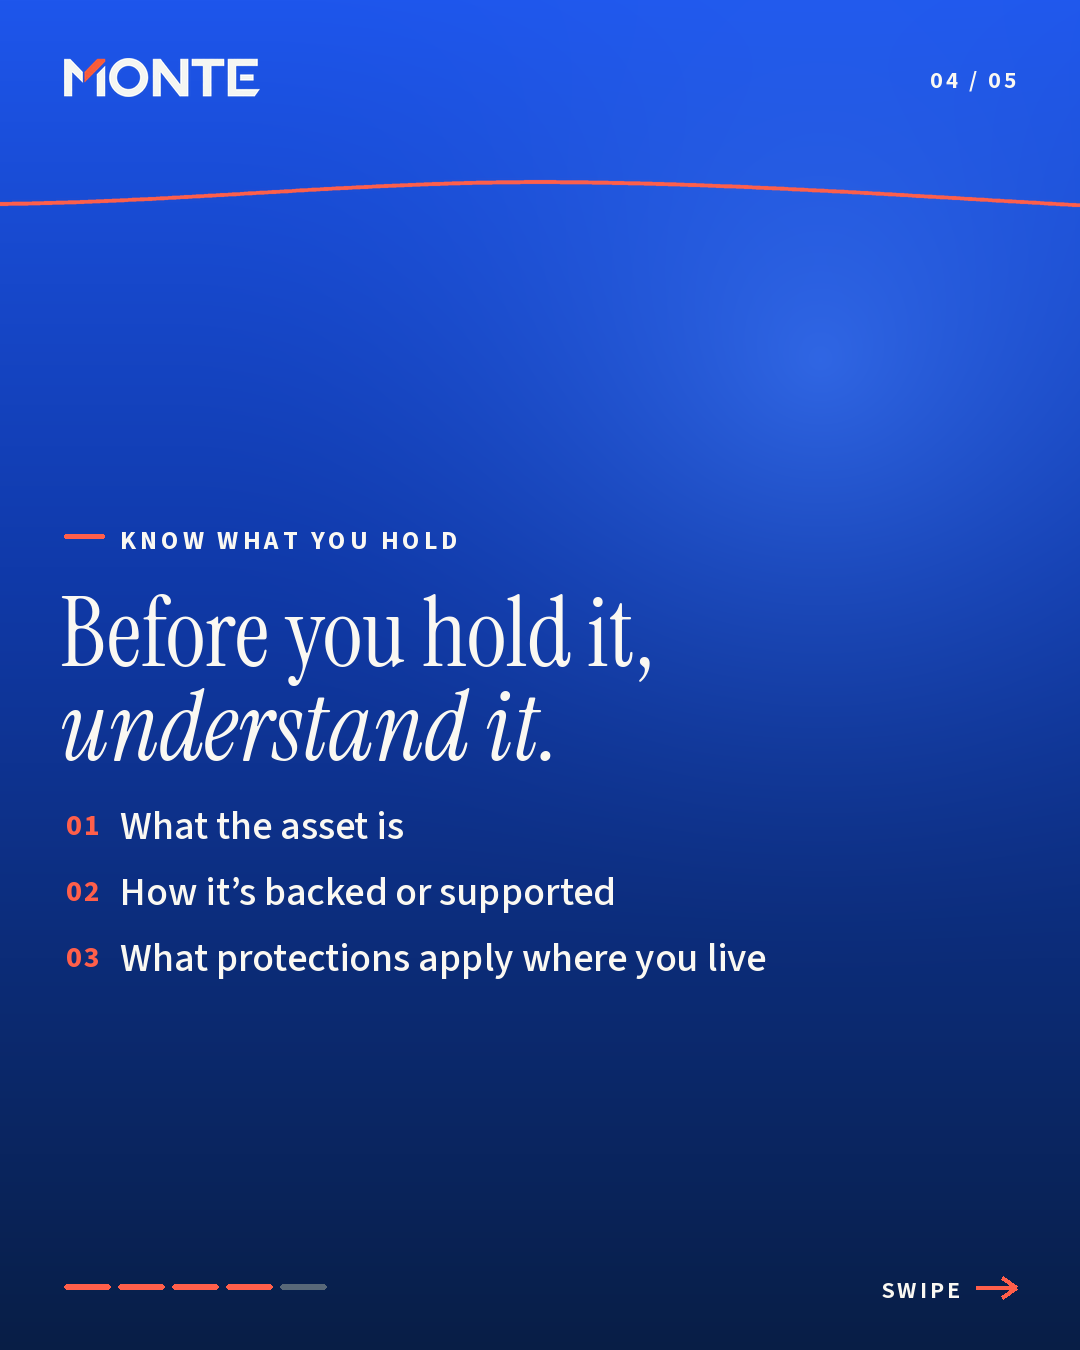 MONTE
04 / 05
KNOW WHAT YOU HOLD
Before you hold it,
understand it.
01 What the asset is
02 How it’s backed or supported
03 What protections apply where you live
SWIPE